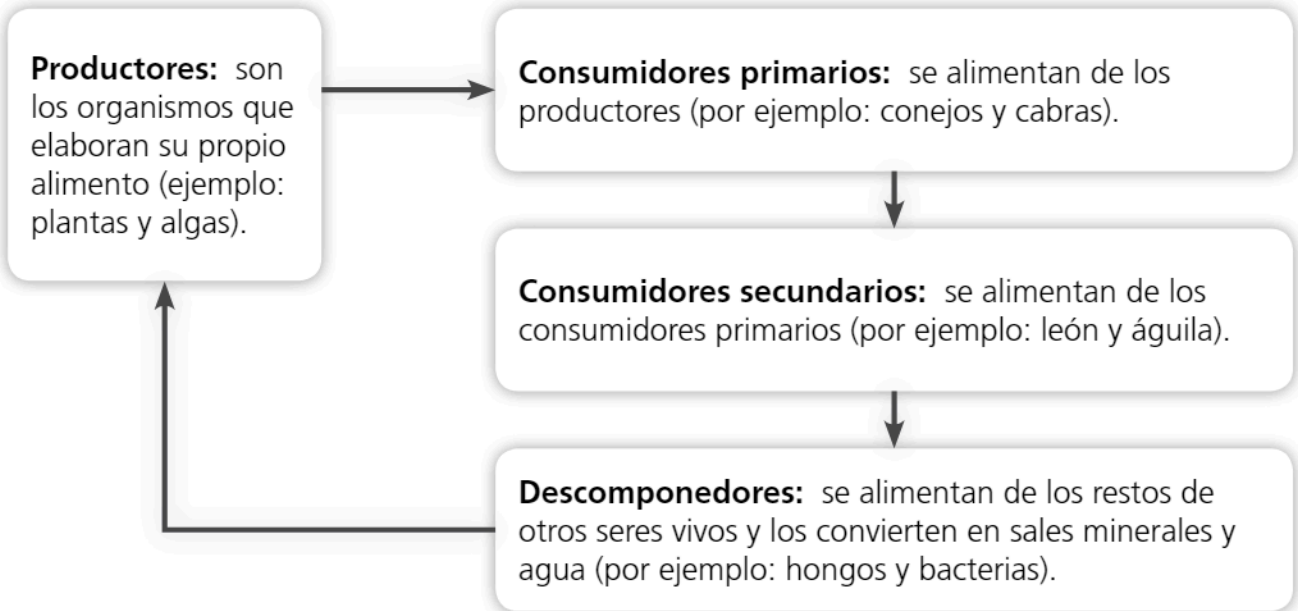 Productores: son
los organismos que
elaboran su propio
alimento (ejemplo:
plantas y algas).
Consumidores primarios: se alimentan de los
productores (por ejemplo: conejos y cabras).
Consumidores secundarios: se alimentan de los
consumidores primarios (por ejemplo: león y águila).
Descomponedores: se alimentan de los restos de
otros seres vivos y los convierten en sales minerales y
agua (por ejemplo: hongos y bacterias).